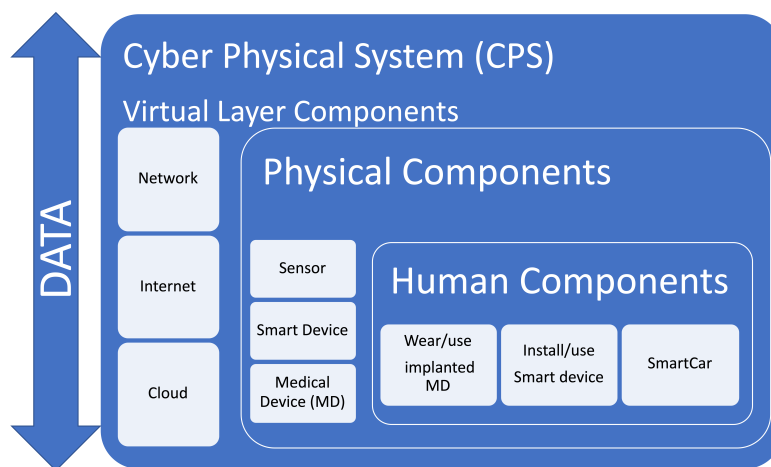 DATA
Cyber Physical System (CPS)
Virtual Layer Components
Network
Internet
Cloud
Physical Components
Sensor
Smart Device
Medical
Device (MD)
Human Components
Wear/use
implanted
MD
Install/use
Smart device
SmartCar